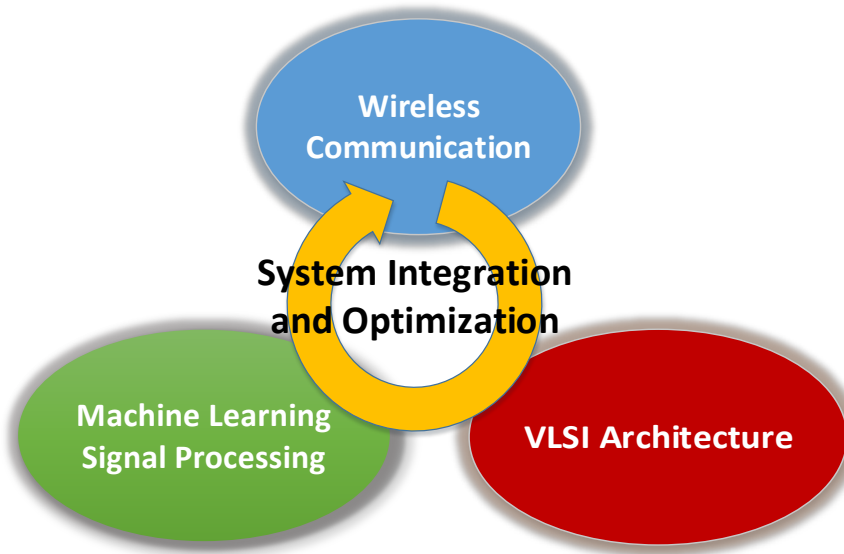 Wireless
Communication
System Integration
and Optimization
Machine Learning
Signal Processing
VLSI Architecture